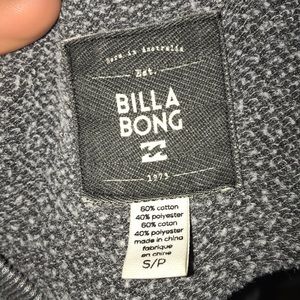 Born in Australia
Est.
BILLA
BONG
1973
60% cotton
40% polyester
60% coton
40% polyester
made in china
fabriqué
en chine
S/P